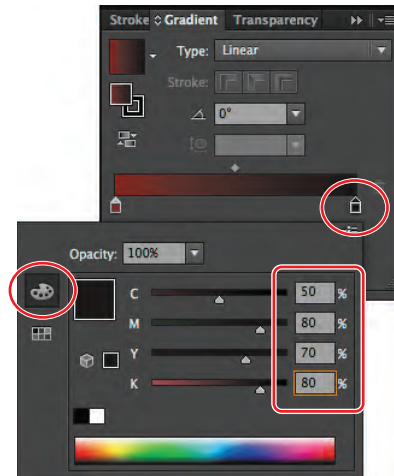 Stroke Gradient Transparency
Type: Linear
Stroke:
0°
Opacity: 100%
C 50 %
M 80 %
Y 70 %
K 80 %